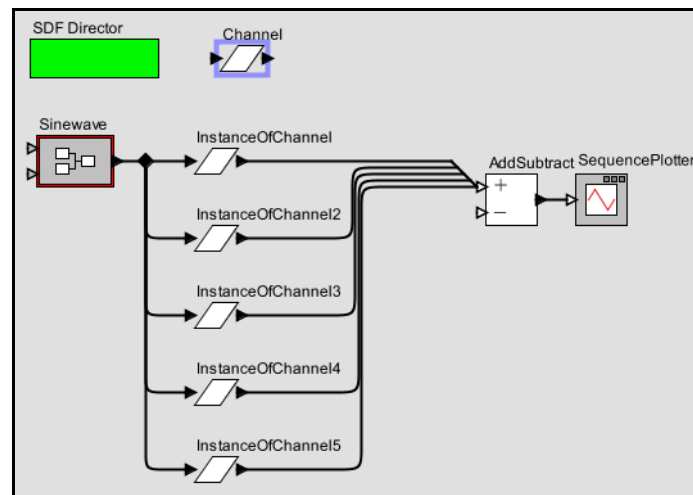 SDF Director
Channel
Sinewave
InstanceOfChannel
AddSubtract
SequencePlotter
+
−
InstanceOfChannel2
InstanceOfChannel3
InstanceOfChannel4
InstanceOfChannel5